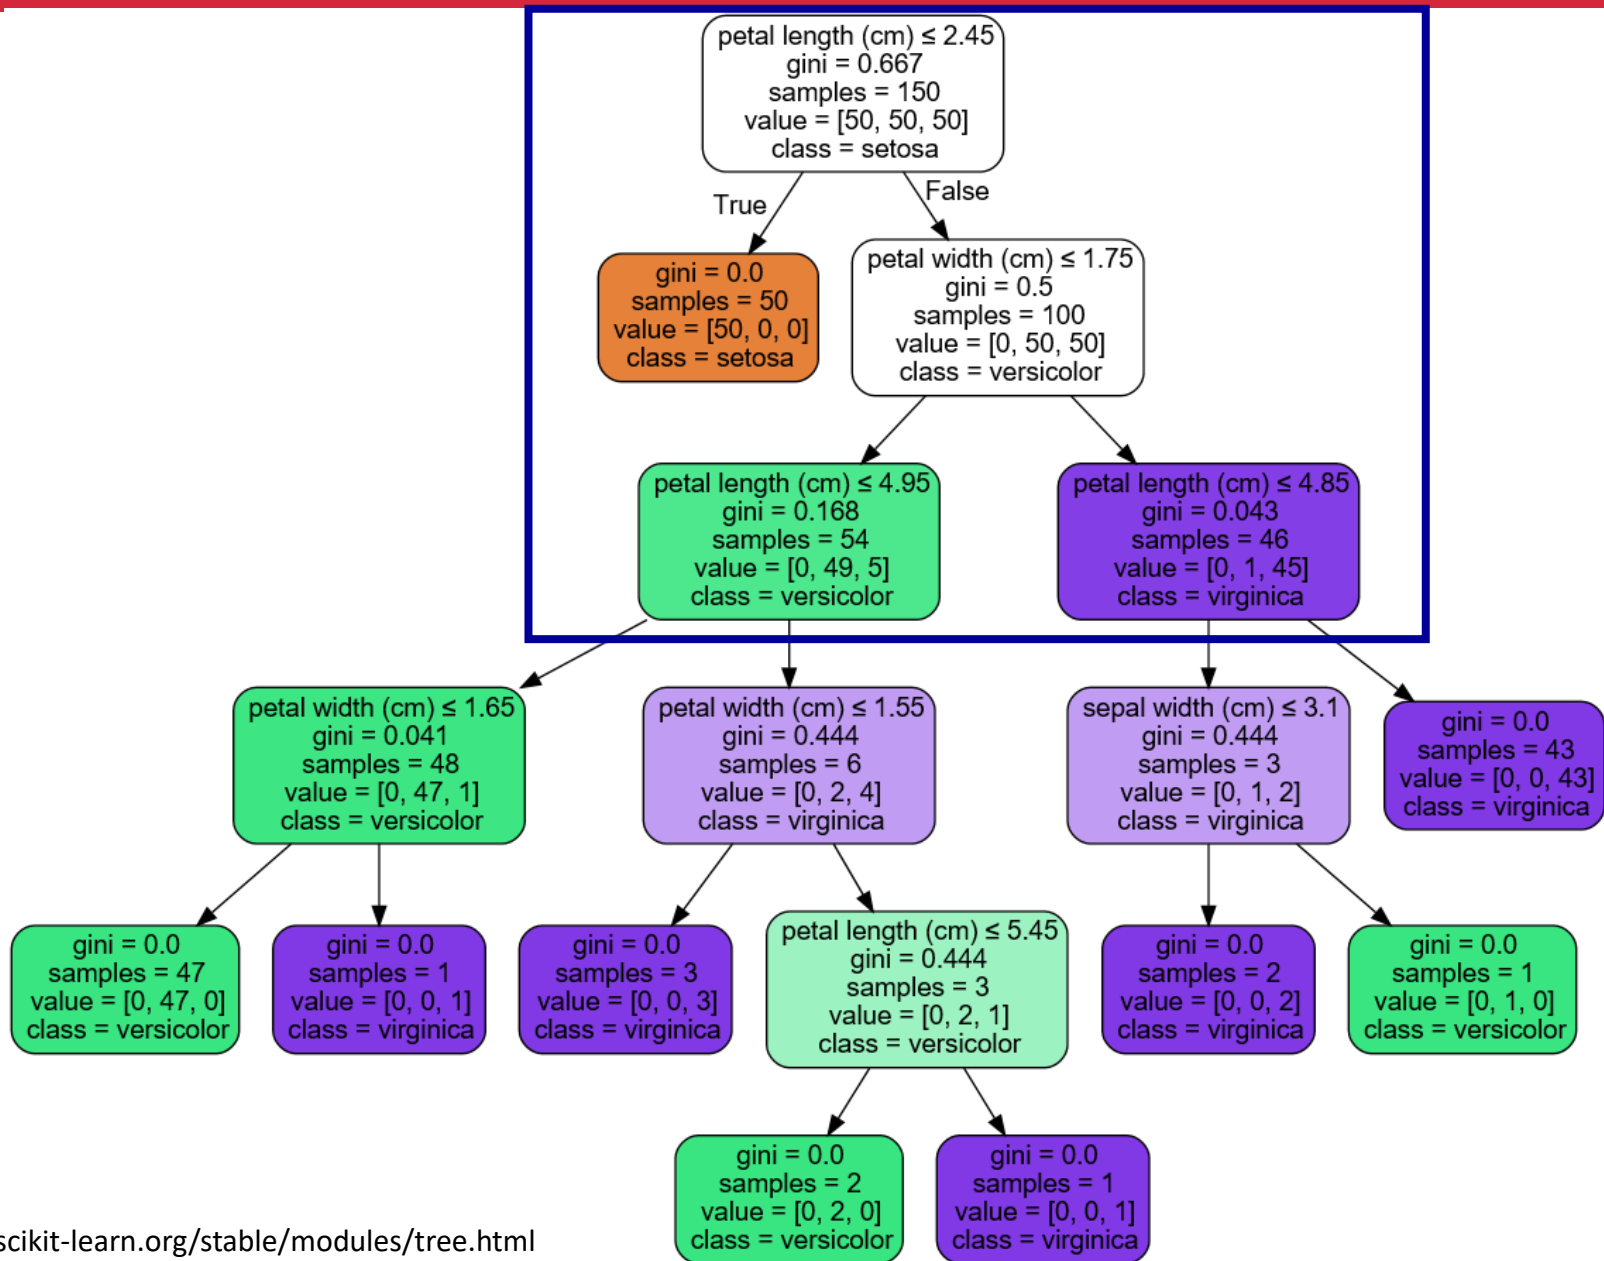 petal length (cm) ≤ 2.45
gini = 0.667
samples = 150
value = [50, 50, 50]
class = setosa
True
False
gini = 0.0
samples = 50
value = [50, 0, 0]
class = setosa
petal width (cm) ≤ 1.75
gini = 0.5
samples = 100
value = [0, 50, 50]
class = versicolor
petal length (cm) ≤ 4.95
gini = 0.168
samples = 54
value = [0, 49, 5]
class = versicolor
petal length (cm) ≤ 4.85
gini = 0.043
samples = 46
value = [0, 1, 45]
class = virginica
petal width (cm) ≤ 1.65
gini = 0.041
samples = 48
value = [0, 47, 1]
class = versicolor
petal width (cm) ≤ 1.55
gini = 0.444
samples = 6
value = [0, 2, 4]
class = virginica
sepal width (cm) ≤ 3.1
gini = 0.444
samples = 3
value = [0, 1, 2]
class = virginica
gini = 0.0
samples = 43
value = [0, 0, 43]
class = virginica
gini = 0.0
samples = 47
value = [0, 47, 0]
class = versicolor
gini = 0.0
samples = 1
value = [0, 0, 1]
class = virginica
gini = 0.0
samples = 3
value = [0, 0, 3]
class = virginica
petal length (cm) ≤ 5.45
gini = 0.444
samples = 3
value = [0, 2, 1]
class = versicolor
gini = 0.0
samples = 2
value = [0, 0, 2]
class = virginica
gini = 0.0
samples = 1
value = [0, 1, 0]
class = versicolor
gini = 0.0
samples = 2
value = [0, 2, 0]
class = versicolor
gini = 0.0
samples = 1
value = [0, 0, 1]
class = virginica
scikit-learn.org/stable/modules/tree.html